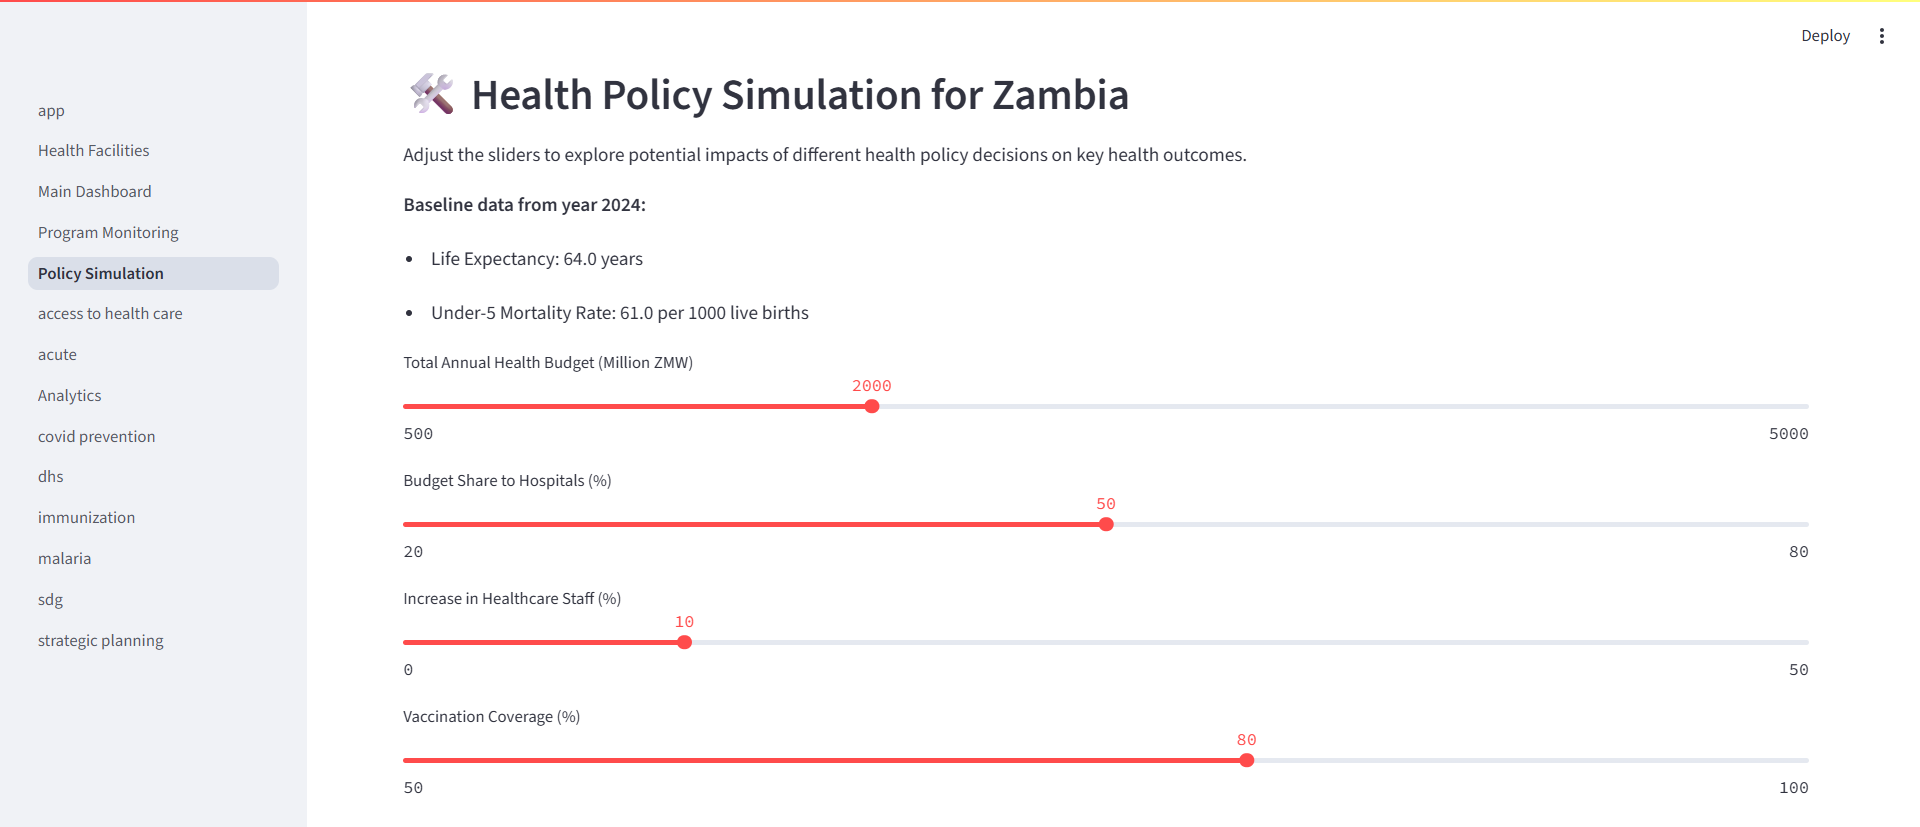 Deploy
app
Health Facilities
Main Dashboard
Program Monitoring
Policy Simulation
access to health care
acute
Analytics
covid prevention
dhs
immunization
malaria
sdg
strategic planning
Health Policy Simulation for Zambia
Adjust the sliders to explore potential impacts of different health policy decisions on key health outcomes.
Baseline data from year 2024:
• Life Expectancy: 64.0 years
• Under-5 Mortality Rate: 61.0 per 1000 live births
Total Annual Health Budget (Million ZMW)
2000
500 5000
Budget Share to Hospitals (%)
50
20 80
Increase in Healthcare Staff (%)
10
0 50
Vaccination Coverage (%)
80
50 100